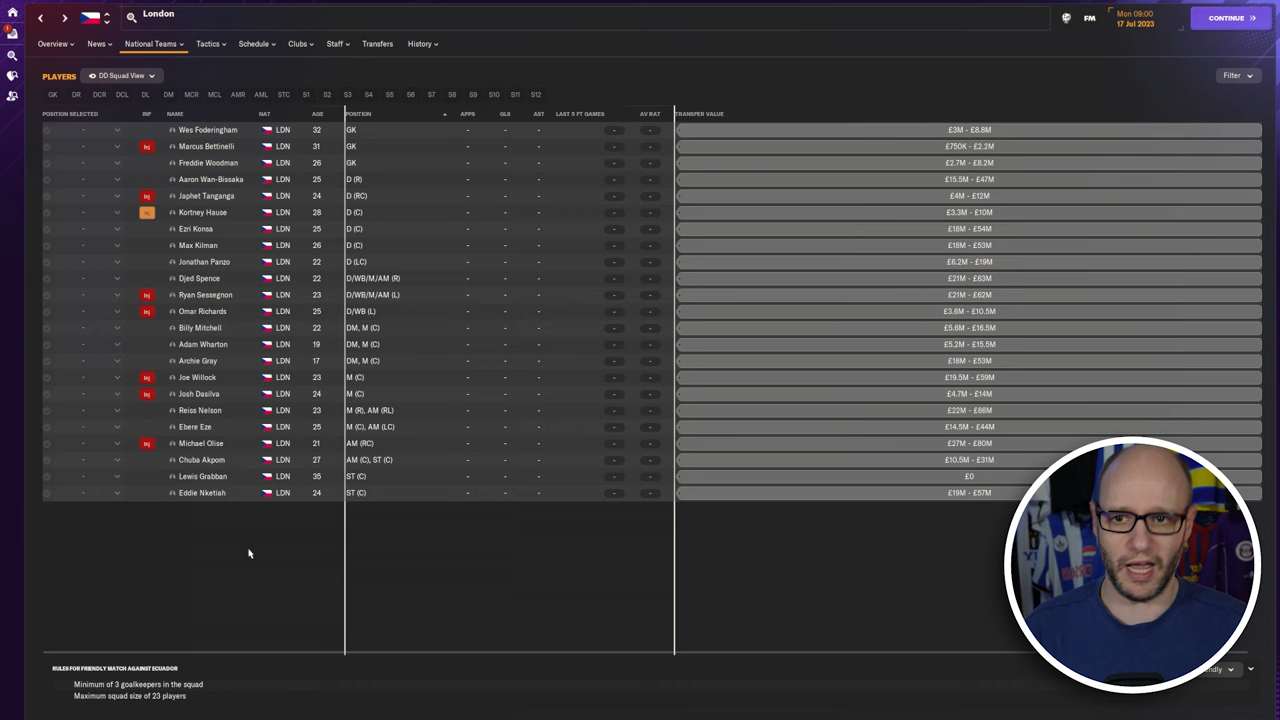 London
FM
Mon 09:00
17 Jul 2023
CONTINUE
Overview News National Teams Tactics Schedule Clubs Staff Transfers History
PLAYERS DD Squad View Filter
GK DR DCR DCL DL DM MCR MCL AMR AML STC S1 S2 S3 S4 S5 S6 S7 S8 S9 S10 S11 S12
POSITION SELECTED INF NAME NAT AGE POSITION APPS GLS AST LAST 5 FT GAMES AV RAT TRANSFER VALUE
- Wes Foderingham LDN 32 GK - - - - - £3M - £8.8M
- Inj Marcus Bettinelli LDN 31 GK - - - - - £750K - £2.2M
- Freddie Woodman LDN 26 GK - - - - - £2.7M - £8.2M
- Aaron Wan-Bissaka LDN 25 D (R) - - - - - £15.5M - £47M
- Inj Japhet Tanganga LDN 24 D (RC) - - - - - £4M - £12M
- Kortney Hause LDN 28 D (C) - - - - - £3.3M - £10M
- Ezri Konsa LDN 25 D (C) - - - - - £18M - £54M
- Max Kilman LDN 26 D (C) - - - - - £18M - £53M
- Jonathan Panzo LDN 22 D (LC) - - - - - £6.2M - £19M
- Djed Spence LDN 22 D/WB/M/AM (R) - - - - - £21M - £63M
- Inj Ryan Sessegnon LDN 23 D/WB/M/AM (L) - - - - - £21M - £62M
- Inj Omar Richards LDN 25 D/WB (L) - - - - - £3.6M - £10.5M
- Billy Mitchell LDN 22 DM, M (C) - - - - - £5.6M - £16.5M
- Adam Wharton LDN 19 DM, M (C) - - - - - £5.2M - £15.5M
- Archie Gray LDN 17 DM, M (C) - - - - - £18M - £53M
- Inj Joe Willock LDN 23 M (C) - - - - - £19.5M - £59M
- Inj Josh Dasilva LDN 24 M (C) - - - - - £4.7M - £14M
- Reiss Nelson LDN 23 M (R), AM (RL) - - - - - £22M - £66M
- Ebere Eze LDN 25 M (C), AM (LC) - - - - - £14.5M - £44M
- Inj Michael Olise LDN 21 AM (RC) - - - - - £27M - £80M
- Chuba Akpom LDN 27 AM (C), ST (C) - - - - - £10.5M - £31M
- Lewis Grabban LDN 35 ST (C) - - - - - £0
- Eddie Nketiah LDN 24 ST (C) - - - - - £19M - £57M
RULES FOR FRIENDLY MATCH AGAINST ECUADOR
Minimum of 3 goalkeepers in the squad
Maximum squad size of 23 players